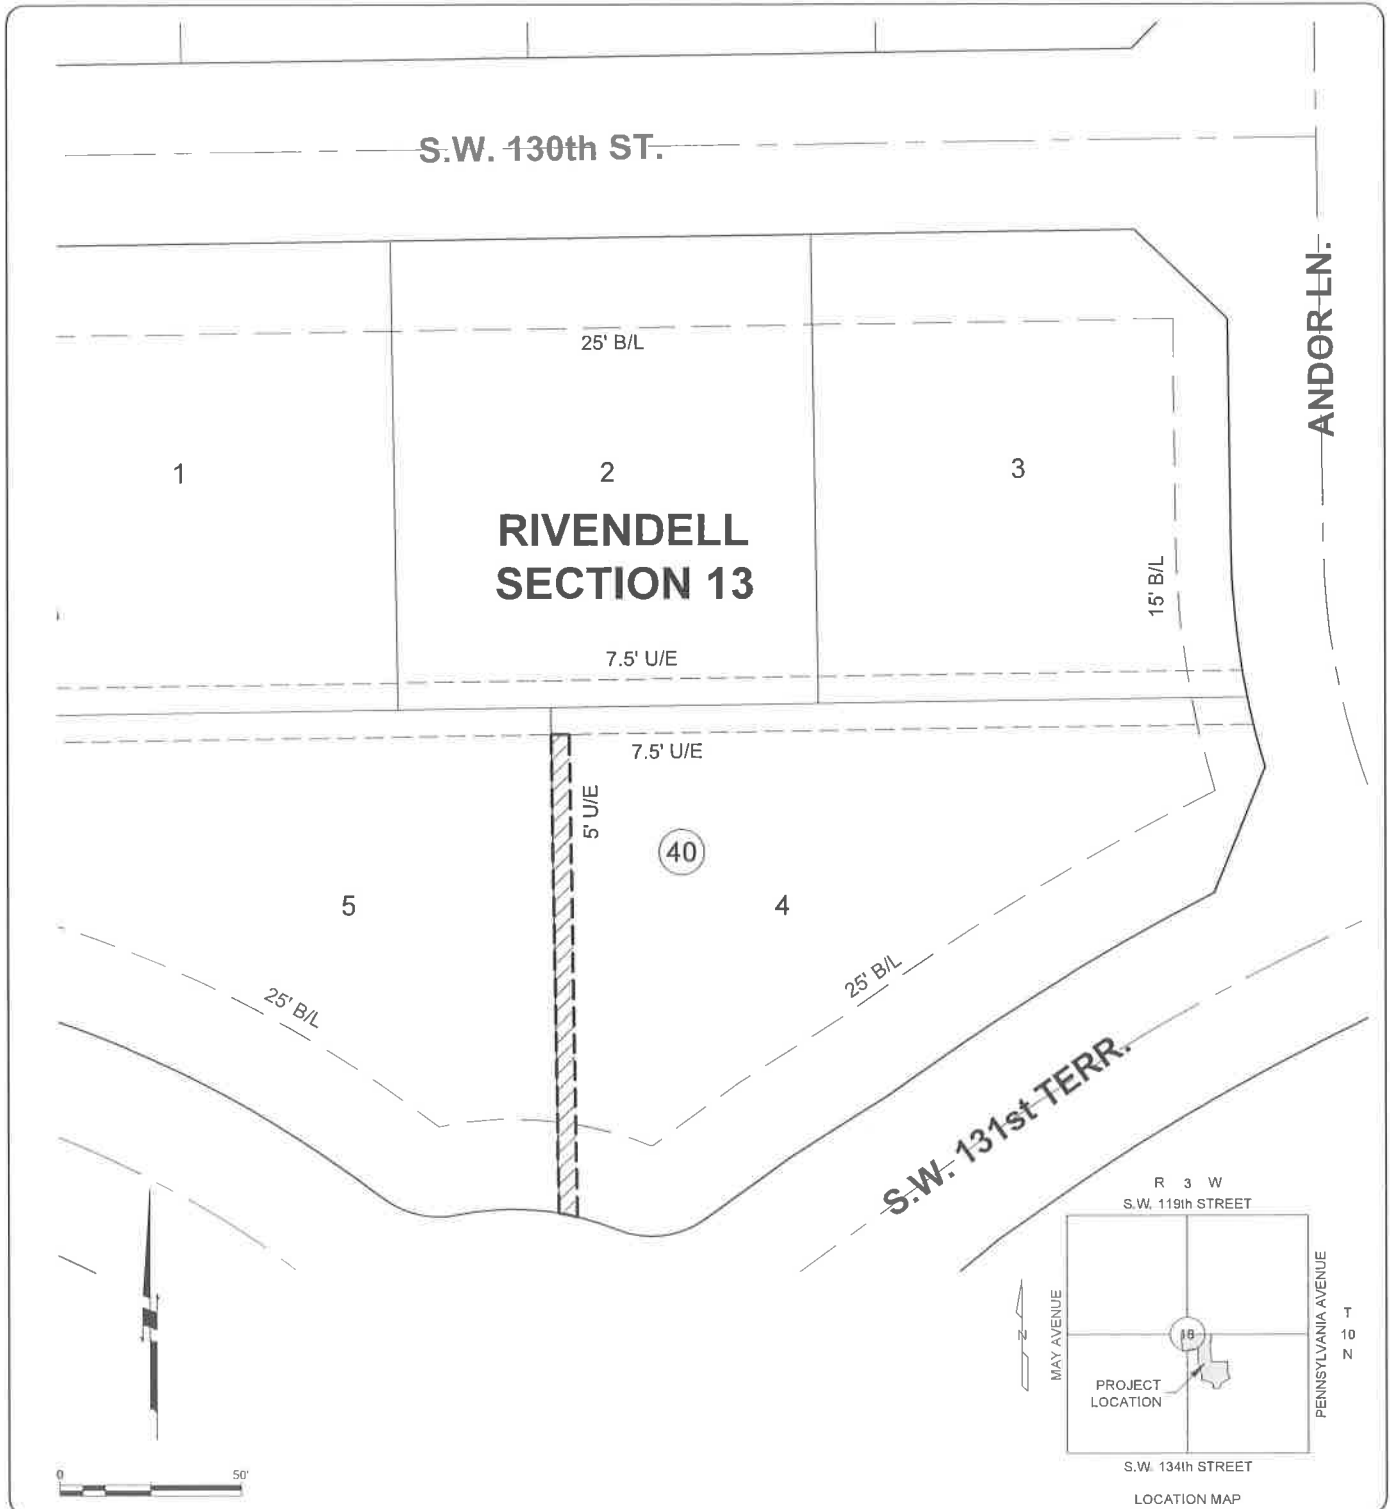 S.W. 130th ST.
ANDOR LN.
25' B/L
1
2
3
RIVENDELL
SECTION 13
15' B/L
7.5' U/E
7.5' U/E
5' U/E
40
5
4
25' B/L
25' B/L
S.W. 131st TERR.
R 3 W
S.W. 119th STREET
MAY AVENUE
PENNSYLVANIA AVENUE
T
10
N
N
18
PROJECT
LOCATION
S.W. 134th STREET
LOCATION MAP
0 50'